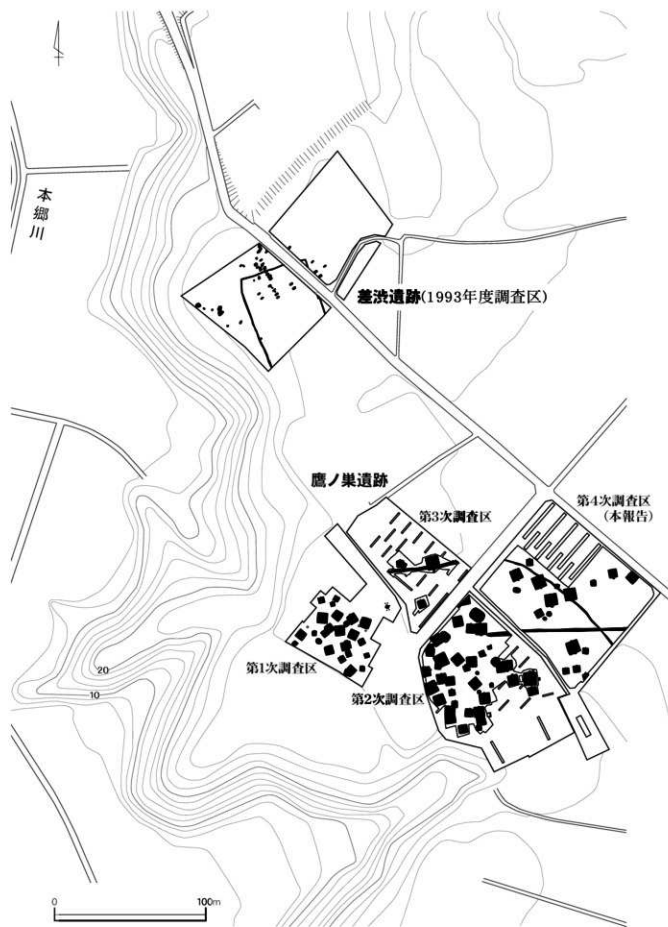 本郷川
差渋遺跡(1993年度調査区)
鷹ノ巣遺跡
第3次調査区
第4次調査区
(本報告)
第1次調査区
第2次調査区
20
10
0
100m